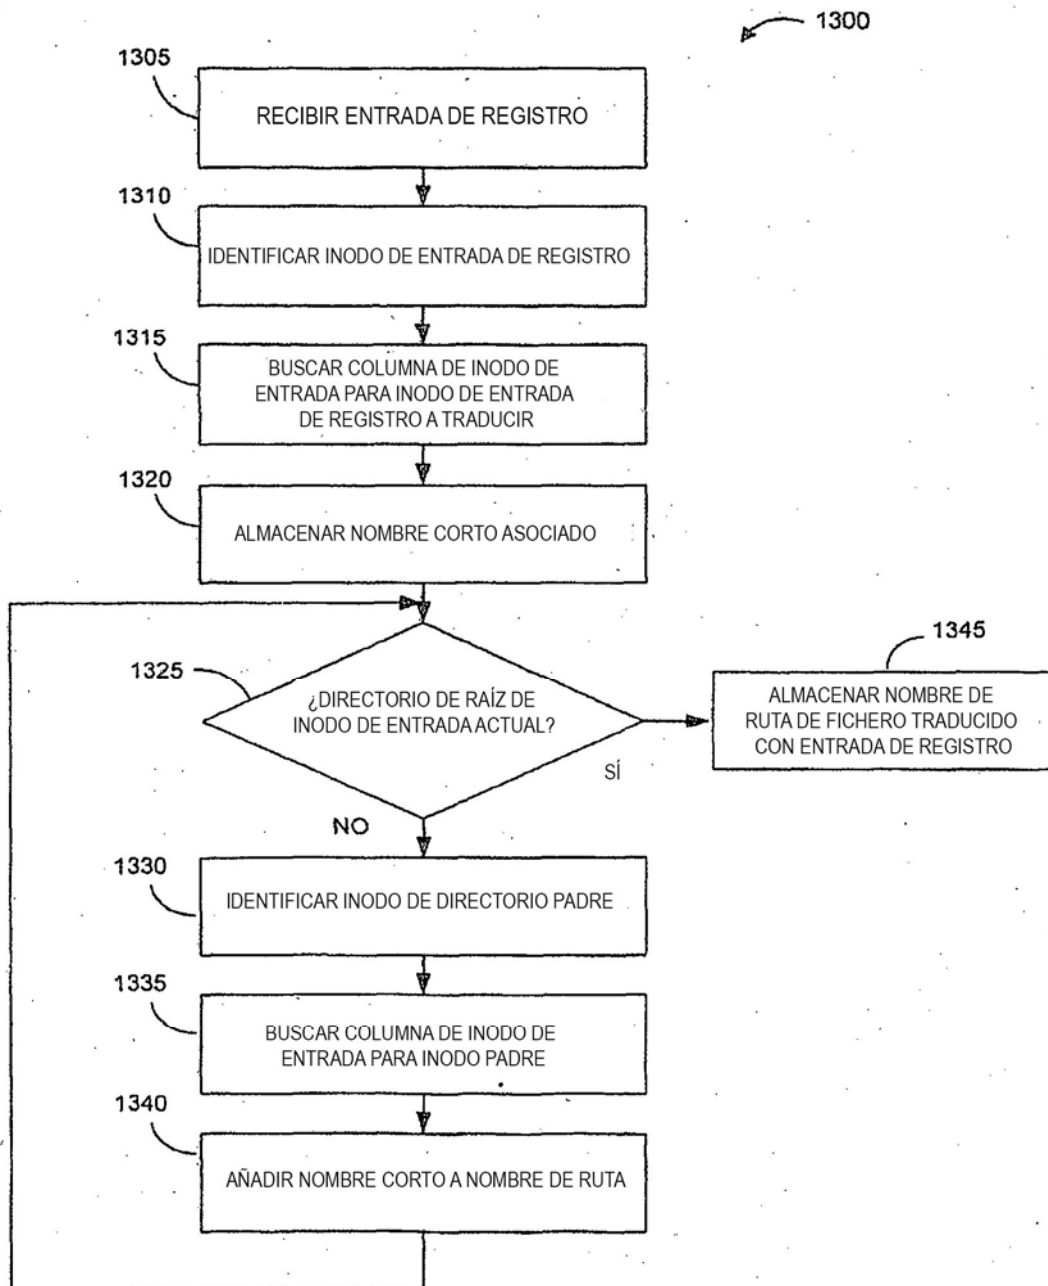 1300
1305
RECIBIR ENTRADA DE REGISTRO
1310
IDENTIFICAR INODO DE ENTRADA DE REGISTRO
1315
BUSCAR COLUMNA DE INODO DE
ENTRADA PARA INODO DE ENTRADA
DE REGISTRO A TRADUCIR
1320
ALMACENAR NOMBRE CORTO ASOCIADO
1325
¿DIRECTORIO DE RAÍZ DE
INODO DE ENTRADA ACTUAL?
SÍ
1345
ALMACENAR NOMBRE DE
RUTA DE FICHERO TRADUCIDO
CON ENTRADA DE REGISTRO
NO
1330
IDENTIFICAR INODO DE DIRECTORIO PADRE
1335
BUSCAR COLUMNA DE INODO DE
ENTRADA PARA INODO PADRE
1340
AÑADIR NOMBRE CORTO A NOMBRE DE RUTA